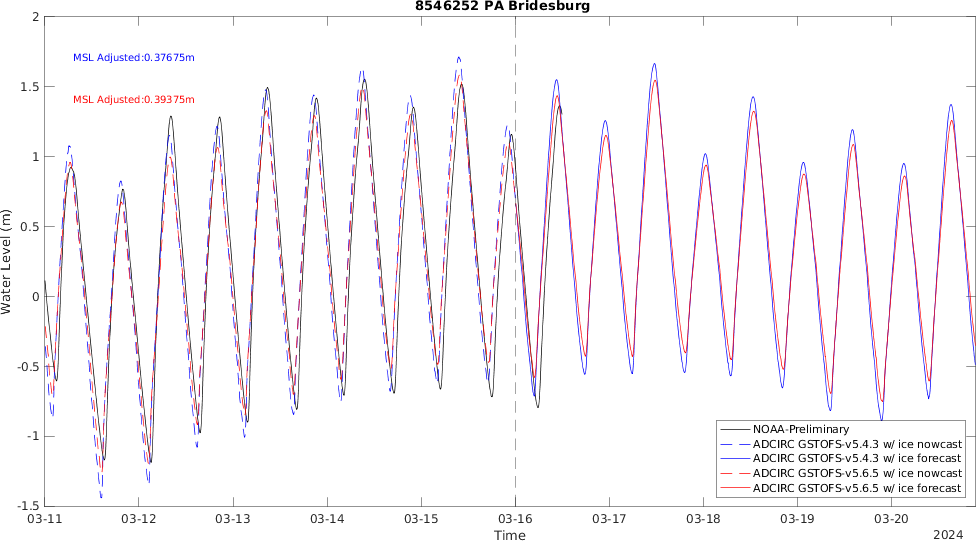 8546252 PA Bridesburg
MSL Adjusted:0.37675m
MSL Adjusted:0.39375m
Water Level (m)
2
1.5
1
0.5
0
-0.5
-1
-1.5
NOAA-Preliminary
ADCIRC GSTOFS-v5.4.3 w/ ice nowcast
ADCIRC GSTOFS-v5.4.3 w/ ice forecast
ADCIRC GSTOFS-v5.6.5 w/ ice nowcast
ADCIRC GSTOFS-v5.6.5 w/ ice forecast
03-11 03-12 03-13 03-14 03-15 03-16 03-17 03-18 03-19 03-20
Time
2024